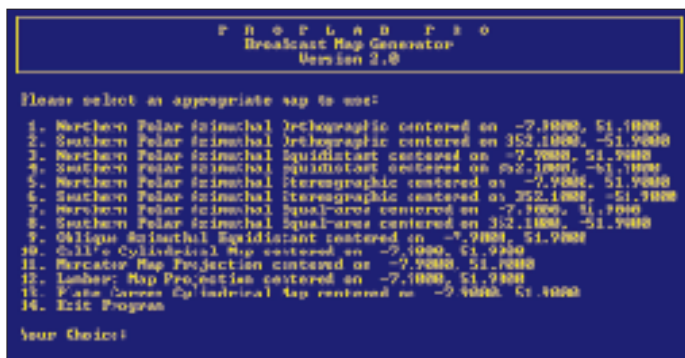 P R O P L A B   P R O
Broadcast Map Generator
Version 2.0
Please select an appropriate map to use:
1. Northern Polar Azimuthal Orthographic centered on -7.9000, 51.9000
2. Southern Polar Azimuthal Orthographic centered on 352.1000, -51.9000
3. Northern Polar Azimuthal Equidistant centered on -7.9000, 51.9000
4. Southern Polar Azimuthal Equidistant centered on 352.1000, -51.9000
5. Northern Polar Azimuthal Stereographic centered on -7.9000, 51.9000
6. Southern Polar Azimuthal Stereographic centered on 352.1000, -51.9000
7. Northern Polar Azimuthal Equal-area centered on -7.9000, 51.9000
8. Southern Polar Azimuthal Equal-area centered on 352.1000, -51.9000
9. Oblique Azimuthal Equidistant centered on -7.9000, 51.9000
10. Gall's Cylindrical Map centered on -7.9000, 51.9000
11. Mercator Map Projection centered on -7.9000, 51.9000
12. Lambert Map Projection centered on -7.9000, 51.9000
13. Plate Carree Cylindrical Map centered on -7.9000, 51.9000
14. Exit Program
Your Choice: